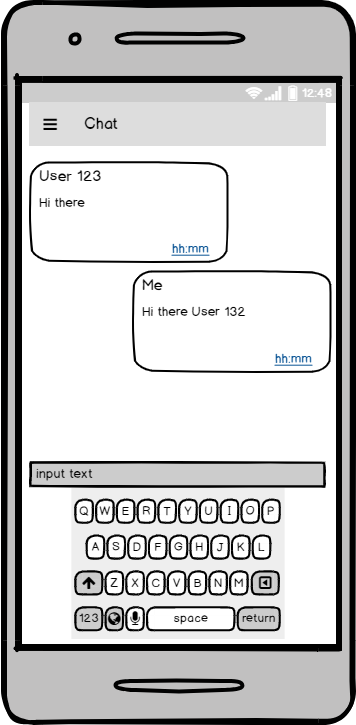 12:48
Chat
User 123
Hi there
hh:mm
Me
Hi there User 132
hh:mm
input text
Q W E R T Y U I O P
A S D F G H J K L
Z X C V B N M
123 space return